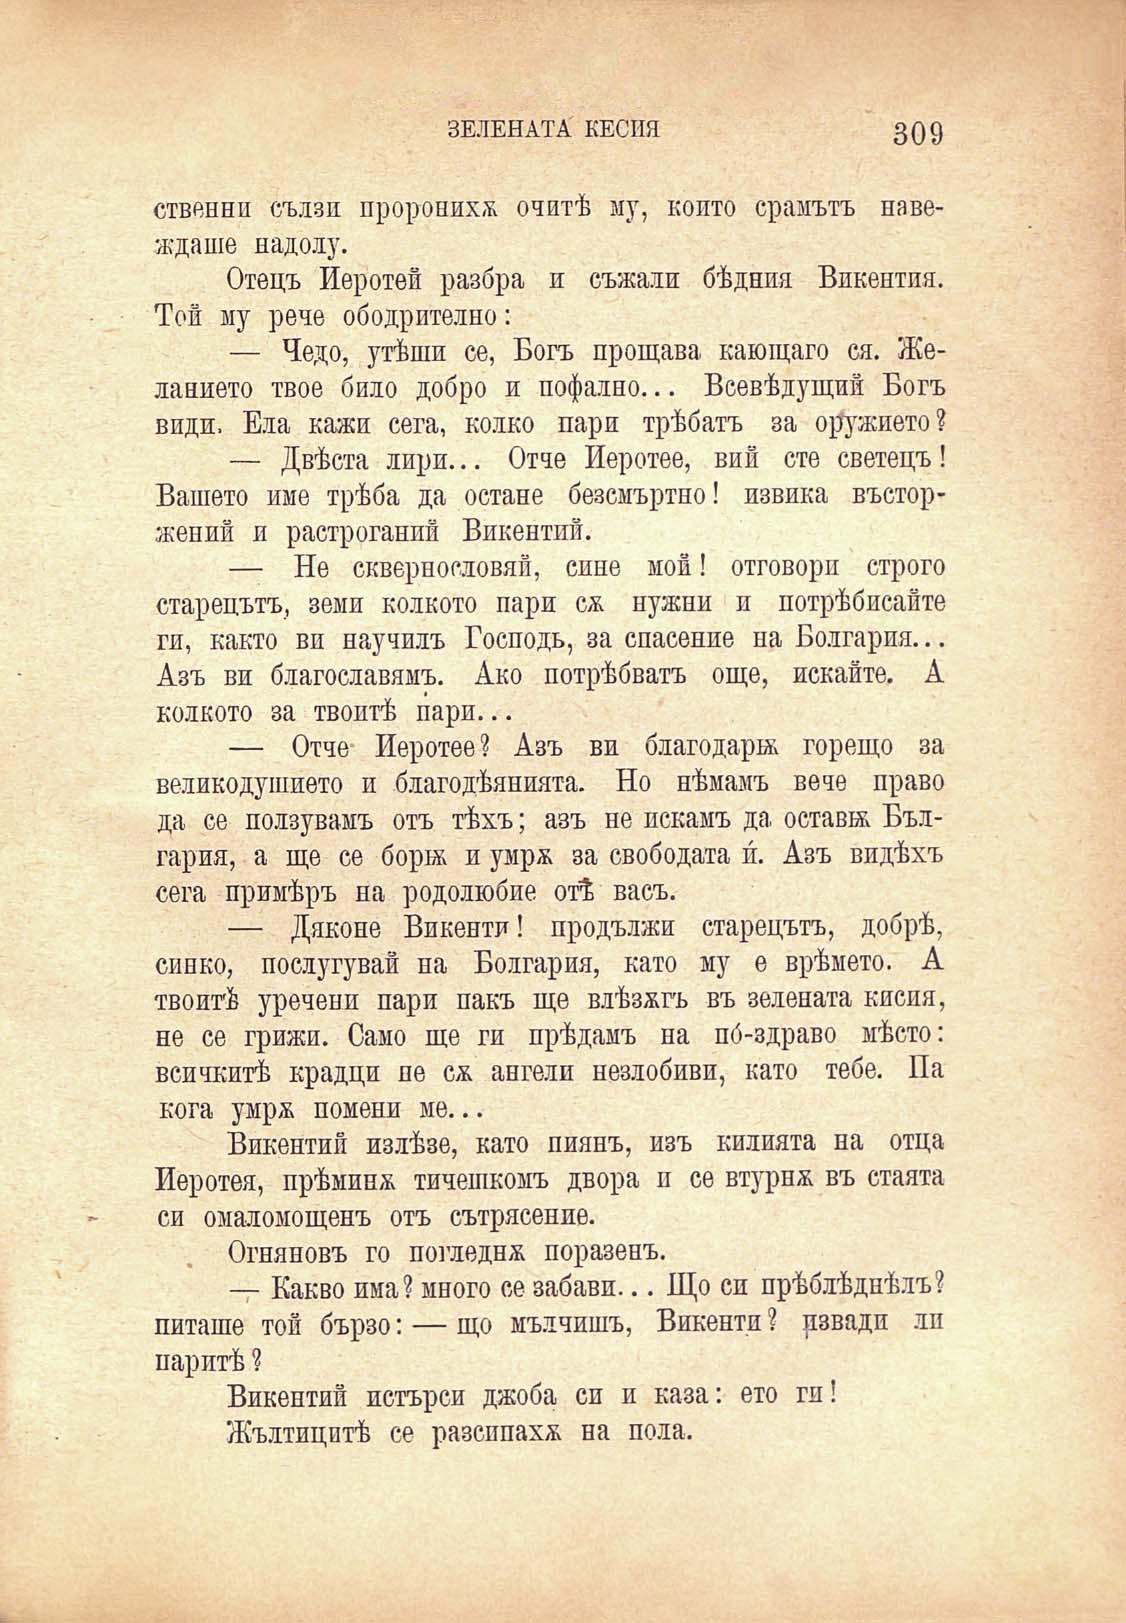 ЗЕЛЕНАТА КЕСИЯ 309
ственни сълзи проронихѫ очитѣ му, които срамътъ наве-
ждаше надолу.
Отецъ Иеротей разбра и съжали бѣдния Викентия.
Той му рече ободрително:
— Чедо, утѣши се, Богъ прощава кающаго ся. Же-
ланието твое било добро и пофално... Всевѣдущий Богъ
види. Ела кажи сега, колко пари трѣбатъ за оружието?
— Двѣста лири... Отче Иеротее, вий сте светецъ!
Вашето име трѣба да остане безсмъртно! извика въстор-
жений и растроганий Викентий.
— Не сквернословяй, сине мой! отговори строго
старецътъ, земи колкото пари сѫ нужни и потрѣбисайте
ги, както ви научилъ Господь, за спасение на Болгария...
Азъ ви благославямъ. Ако потрѣбватъ още, искайте. А
колкото за твоитѣ пари...
— Отче Иеротее? Азъ ви благодарѭ горещо за
великодушието и благодѣянията. Но нѣмамъ вече право
да се ползувамъ отъ тѣхъ; азъ не искамъ да оставѭ Бъл-
гария, а ще се борѭ и умрѫ за свободата ѝ. Азъ видѣхъ
сега примѣръ на родолюбие отѣ васъ.
— Дяконе Викенти! продължи старецътъ, добрѣ,
синко, послугувай на Болгария, като му е врѣмето. А
твоитѣ уречени пари пакъ ще влѣзѫгъ въ зелената кисия,
не се грижи. Само ще ги прѣдамъ на по́-здраво мѣсто:
всичкитѣ крадци не сѫ ангели незлобиви, като тебе. Па
кога умрѫ помени ме...
Викентий излѣзе, като пиянъ, изъ килията на отца
Иеротея, прѣминѫ тичешкомъ двора и се втурнѫ въ стаята
си омаломощенъ отъ сътрясение.
Огняновъ го погледнѫ поразенъ.
— Какво има? много се забави... Що си прѣблѣднѣлъ?
питаше той бързо: — що мълчишъ, Викенти? извади ли
паритѣ?
Викентий истърси джоба си и каза: ето ги!
Жълтицитѣ се разсипахѫ на пола.